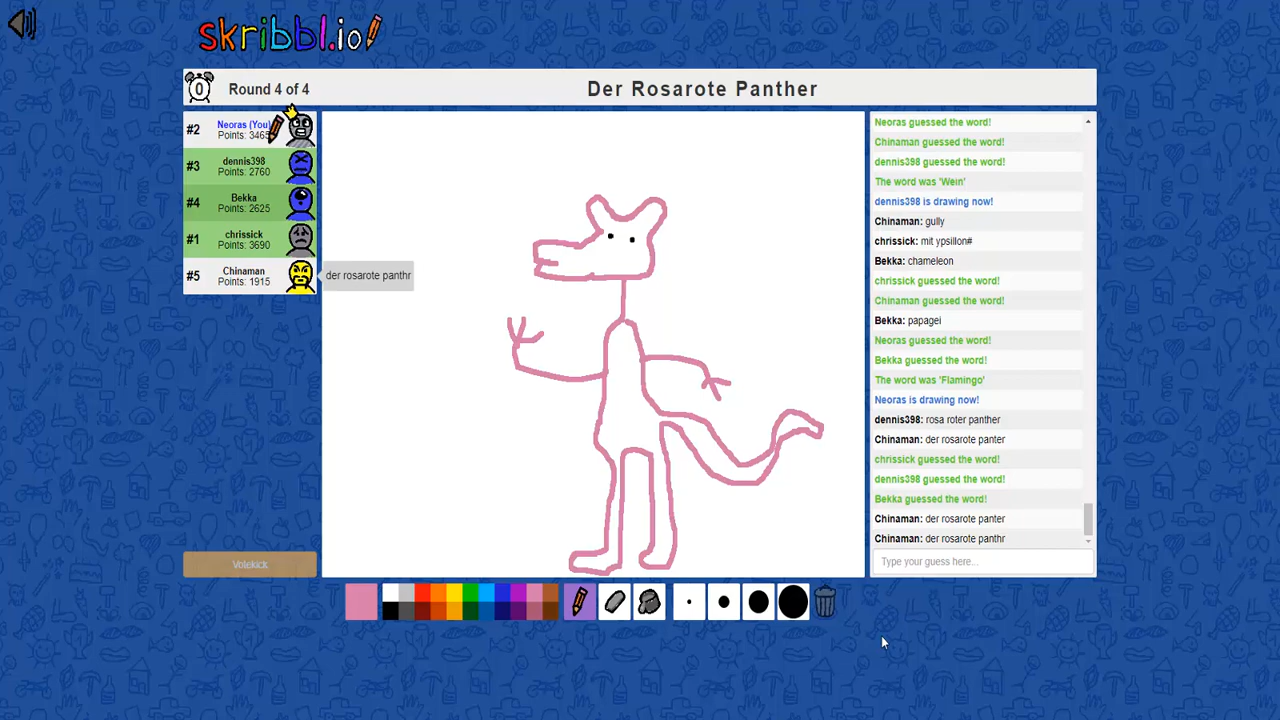 skribbl.io
0 Round 4 of 4
Der Rosarote Panther
#2 Neoras (You)
Points: 3465
#3 dennis398
Points: 2760
#4 Bekka
Points: 2625
#1 chrissick
Points: 3690
#5 Chinaman
Points: 1915
der rosarote panthr
Votekick
Neoras guessed the word!
Chinaman guessed the word!
dennis398 guessed the word!
The word was 'Wein'
dennis398 is drawing now!
Chinaman: gully
chrissick: mit ypsillon#
Bekka: chameleon
chrissick guessed the word!
Chinaman guessed the word!
Bekka: papagei
Neoras guessed the word!
Bekka guessed the word!
The word was 'Flamingo'
Neoras is drawing now!
dennis398: rosa roter panther
Chinaman: der rosarote panter
chrissick guessed the word!
dennis398 guessed the word!
Bekka guessed the word!
Chinaman: der rosarote panter
Chinaman: der rosarote panthr
Type your guess here...